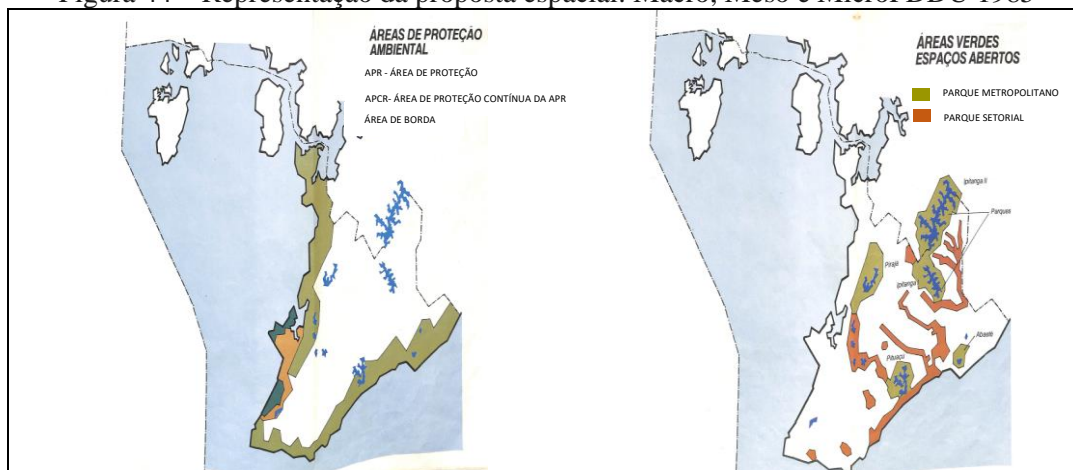 Figura 44 – Representação da proposta espacial: Macro, Meso e Micro. PDDU 1985
ÁREAS DE PROTEÇÃO
AMBIENTAL
APR - ÁREA DE PROTEÇÃO
APCR- ÁREA DE PROTEÇÃO CONTÍNUA DA APR
ÁREA DE BORDA
ÁREAS VERDES
ESPAÇOS ABERTOS
PARQUE METROPOLITANO
PARQUE SETORIAL
Ipitanga II
Parques
Pirajá
Ipitanga
Abaeté
Pituaçu